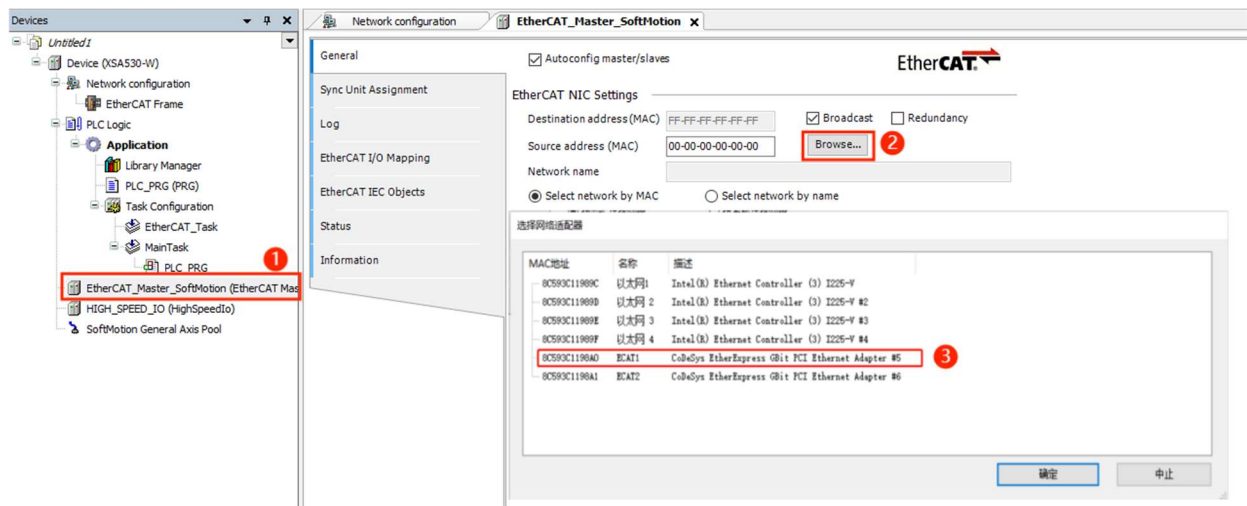 Devices
Untitled1
Device (XSA530-W)
Network configuration
EtherCAT Frame
PLC Logic
Application
Library Manager
PLC_PRG (PRG)
Task Configuration
EtherCAT_Task
MainTask
PLC_PRG
1
EtherCAT_Master_SoftMotion (EtherCAT Mas
HIGH_SPEED_IO (HighSpeedIo)
SoftMotion General Axis Pool
Network configuration
EtherCAT_Master_SoftMotion
General
Sync Unit Assignment
Log
EtherCAT I/O Mapping
EtherCAT IEC Objects
Status
Information
Autoconfig master/slaves
EtherCAT
EtherCAT NIC Settings
Destination address (MAC) FF-FF-FF-FF-FF-FF Broadcast Redundancy
Source address (MAC) 00-00-00-00-00-00 Browse... 2
Network name
Select network by MAC Select network by name
选择网络适配器
MAC地址 名称 描述
8C593C11989C 以太网1 Intel(R) Ethernet Controller (3) I225-V
8C593C11989D 以太网 2 Intel(R) Ethernet Controller (3) I225-V #2
8C593C11989E 以太网 3 Intel(R) Ethernet Controller (3) I225-V #3
8C593C11989F 以太网 4 Intel(R) Ethernet Controller (3) I225-V #4
8C593C1198A0 ECAT1 CoDeSys EtherExpress GBit PCI Ethernet Adapter #5 3
8C593C1198A1 ECAT2 CoDeSys EtherExpress GBit PCI Ethernet Adapter #6
确定 中止